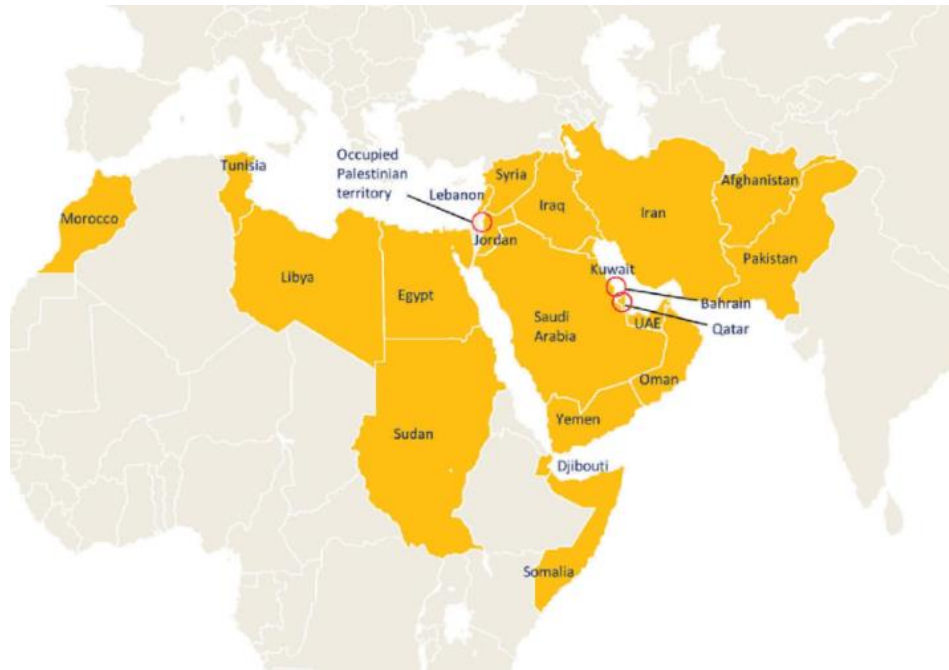 Tunisia
Occupied
Palestinian
territory
Lebanon
Syria
Iraq
Iran
Afghanistan
Morocco
Jordan
Pakistan
Libya
Egypt
Kuwait
Bahrain
Qatar
Saudi
Arabia
UAE
Oman
Yemen
Sudan
Djibouti
Somalia